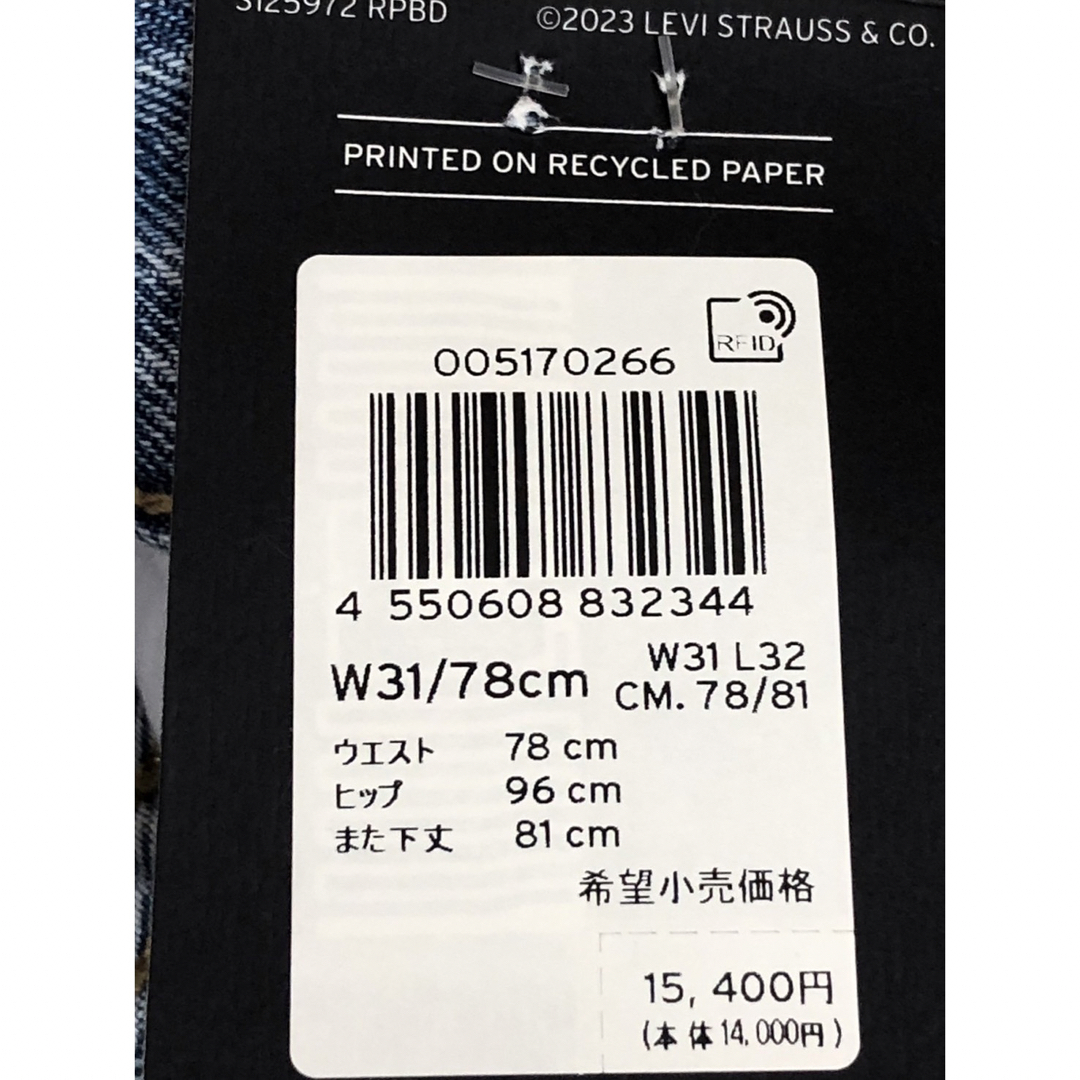 S125972 RPBD
©2023 LEVI STRAUSS & CO.
PRINTED ON RECYCLED PAPER
RFID
005170266
4 550608 832344
W31/78cm
W31 L32
CM. 78/81
ウエスト 78 cm
ヒップ 96 cm
また下丈 81 cm
希望小売価格
15, 400円
(本体14,000円)